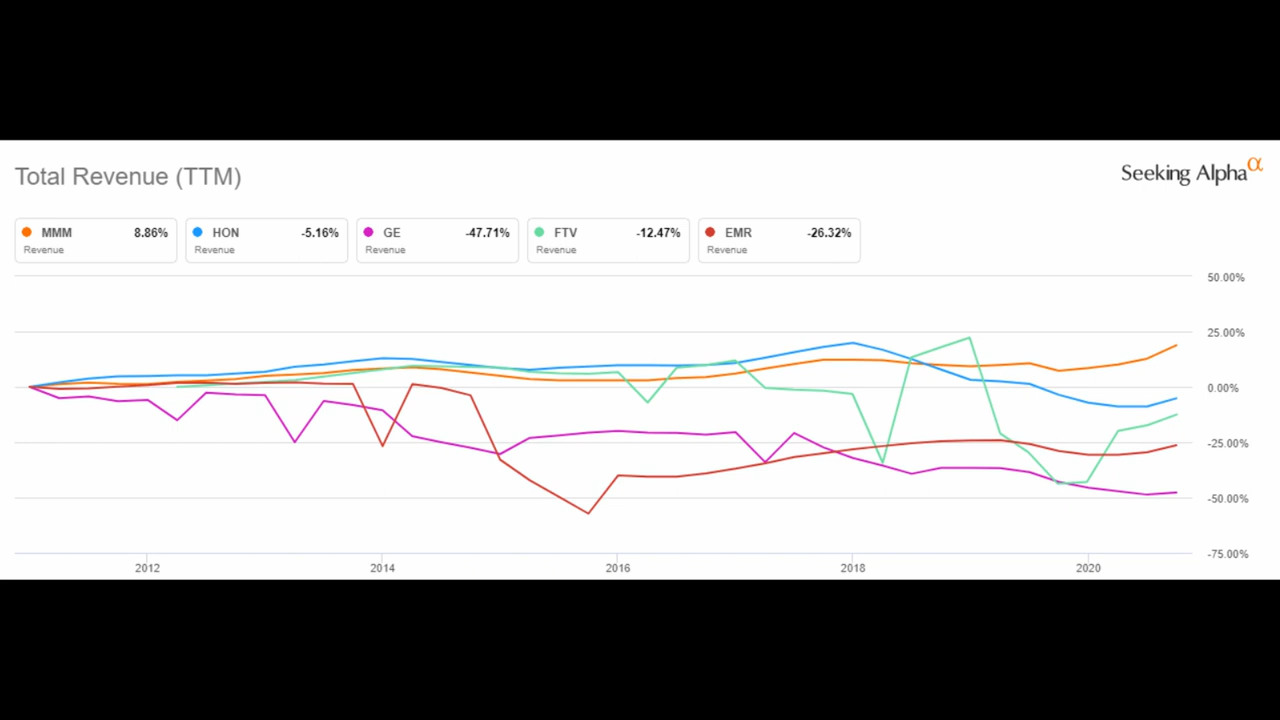 Total Revenue (TTM)
Seeking Alpha α
MMM 8.86%
Revenue
HON -5.16%
Revenue
GE -47.71%
Revenue
FTV -12.47%
Revenue
EMR -26.32%
Revenue
50.00%
25.00%
0.00%
-25.00%
-50.00%
-75.00%
2012 2014 2016 2018 2020